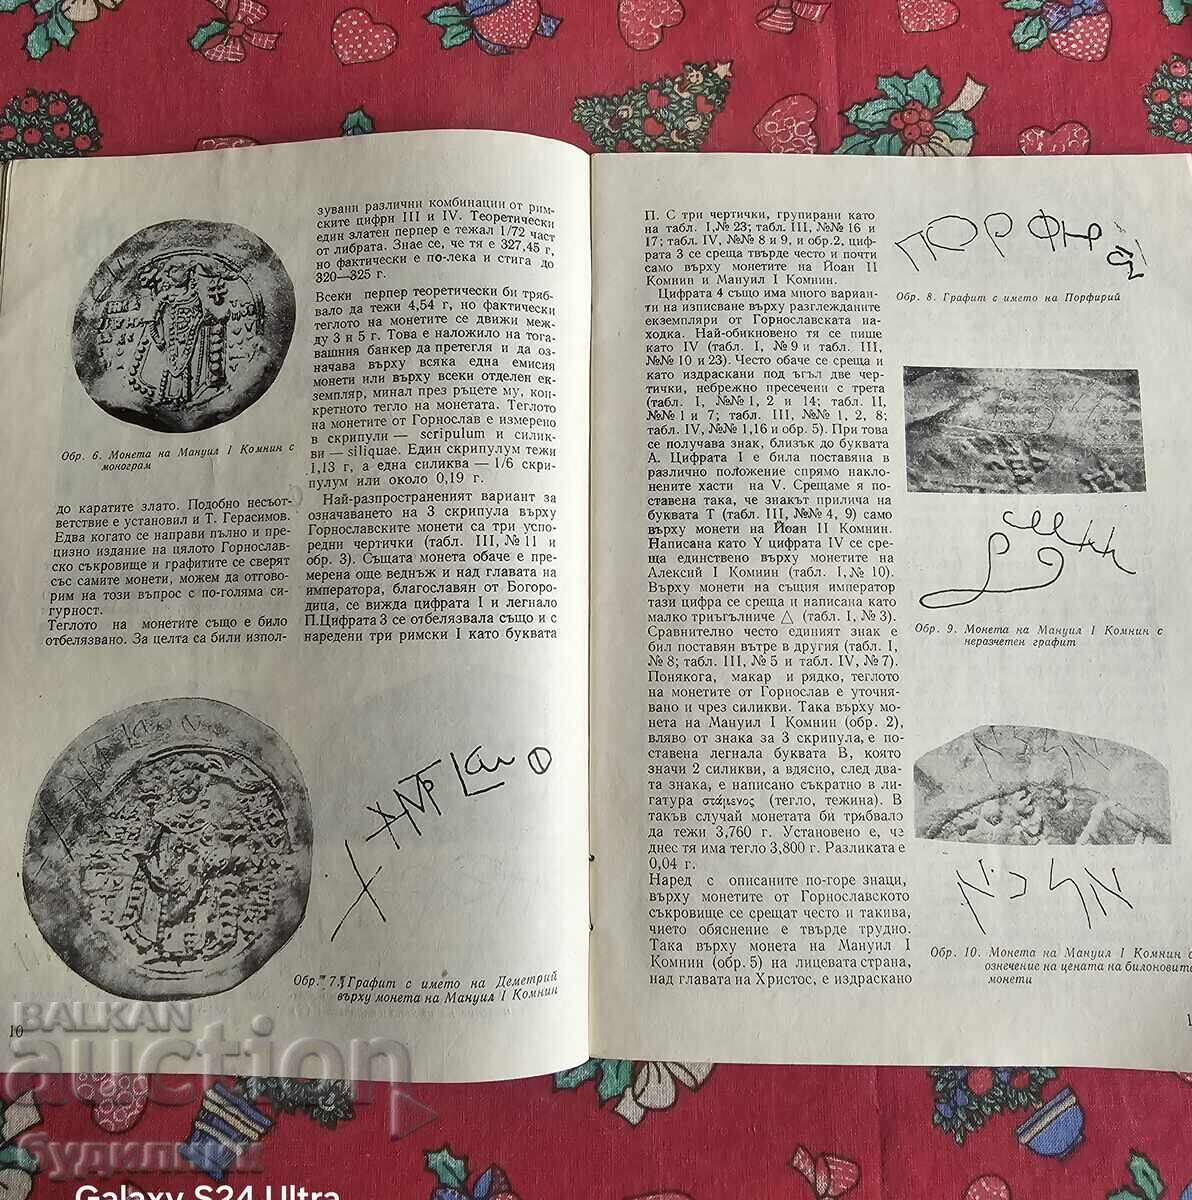 Обр. 6. Монета на Мануил I Комнин с
монограм
до каратите злато. Подобно несъот-
ветствие е установил и Т. Герасимов.
Едва когато се направи пълно и пре-
цизно издание на цялото Горнослав-
ско съкровище и графитите се сверят
със самите монети, можем да отгово-
рим на този въпрос с по-голяма си-
гурност.
Теглото на монетите също е било
отбелязвано. За целта са били изпол-
зувани различни комбинации от рим-
ските цифри III и IV. Теоретически
един златен перпер е тежал 1/72 част
от либрата. Знае се, че тя е 327,45 г,
но фактически е по-лека и стига до
320—325 г.
Всеки перпер теоретически би тряб-
вало да тежи 4,54 г, но фактически
теглото на монетите се движи меж-
ду 3 и 5 г. Това е наложило на тога-
вашния банкер да претегля и да оз-
начава върху всяка една емисия
монети или върху всеки отделен ек-
земпляр, минал през ръцете му, кон-
кретното тегло на монетата. Теглото
на монетите от Горнослав е измерено
в скрипули — scripulum и силик-
ви — siliquae. Един скрипулум тежи
1,13 г, а една силиква — 1/6 скри-
пулум или около 0,19 г.
Най-разпространеният вариант за
означаването на 3 скрипула върху
Горнославските монети са три успо-
редни чертички (табл. III, № 11 и
обр. 3). Същата монета обаче е пре-
мерена още веднъж и над главата на
императора, благославян от Богоро-
дица, се вижда цифрата I и легнало
П.Цифрата 3 се отбелязвала също и с
наредени три римски I като буквата
Обр. 7. Графит с името на Деметрий
върху монета на Мануил I Комнин
10
П. С три чертички, групирани като
на табл. I,№ 23; табл. III, №№ 16 и
17; табл. IV, №№ 8 и 9, и обр.2, циф-
рата 3 се среща твърде често и почти
само върху монетите на Йоан II
Комнин и Мануил I Комнин.
Цифрата 4 също има много вариан-
ти на изписване върху разглежданите
екземпляри от Горнославската на-
ходка. Най-обикновено тя се пише
като IV (табл. I, № 9 и табл. III,
№№ 10 и 23). Често обаче се среща и
като издраскани под ъгъл две чер-
тички, небрежно пресечени с трета
(табл. I, №№ 1, 2 и 14; табл. II,
№№ 1 и 7; табл. III, №№ 1, 2, 8;
табл. IV, №№ 1,16 и обр. 5). При това
се получава знак, близък до буквата
А. Цифрата I е била поставяна в
различно положение спрямо накло-
нените хасти на V. Срещаме я по-
ставена така, че знакът прилича на
буквата Т (табл. III, №№ 4, 9) само
върху монети на Йоан II Комнин.
Написана като Y цифрата IV се сре-
ща единствено върху монетите на
Алексий I Комнин (табл. I, № 10).
Върху монети на същия император
тази цифра се среща и написана като
малко триъгълниче △ (табл. I, № 3).
Сравнително често единият знак е
бил поставян вътре в другия (табл. I,
№ 8; табл. III, № 5 и табл. IV, № 7).
Понякога, макар и рядко, теглото
на монетите от Горнослав е уточня-
вано и чрез силикви. Така върху мо-
нета на Мануил I Комнин (обр. 2),
вляво от знака за 3 скрипула, е по-
ставена легнала буквата В, която
значи 2 силикви, а вдясно, след два-
та знака, е написано съкратно в ли-
гатура στάμενος (тегло, тежина). В
такъв случай монетата би трябвало
да тежи 3,760 г. Установено е, че
днес тя има тегло 3,800 г. Разликата е
0,04 г.
Наред с описаните по-горе знаци,
върху монетите от Горнославското
съкровище се срещат често и такива,
чието обяснение е твърде трудно.
Така върху монета на Мануил I
Комнин (обр. 5) на лицевата страна,
над главата на Христос, е издраскано
Обр. 8. Графит с името на Порфирий
Обр. 9. Монета на Мануил I Комнин с
неразчетен графит
Обр. 10. Монета на Мануил I Комнин с
означение на цената на билоновите
монети
BALKAN
auction
будилник
Galaxy S24 Ultra